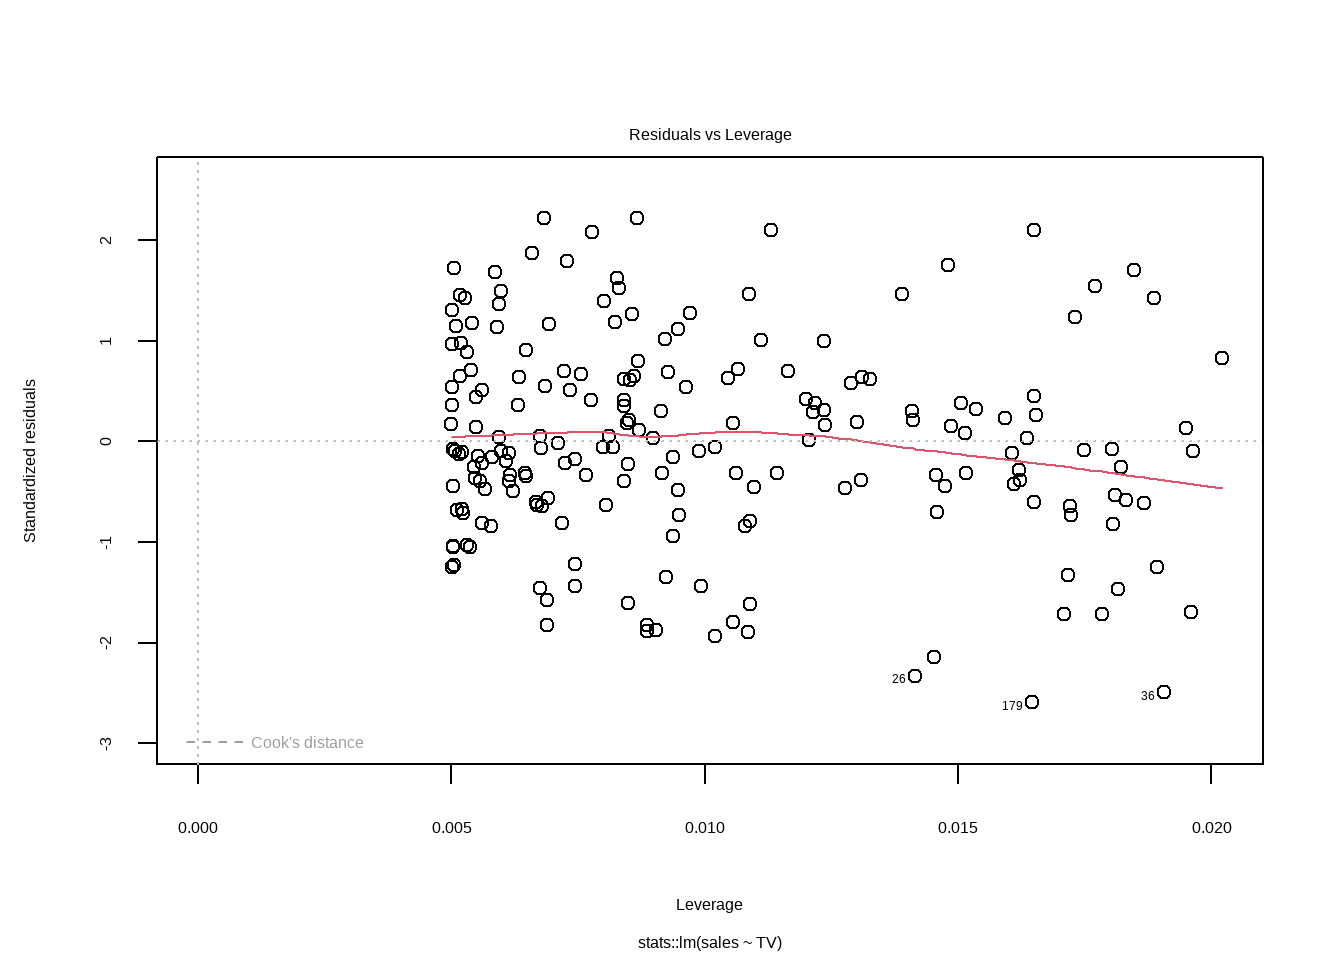 Residuals vs Leverage
Standardized residuals
2
1
0
-1
-2
-3
26
179
36
Cook's distance
0.000 0.005 0.010 0.015 0.020
Leverage
stats::lm(sales ~ TV)